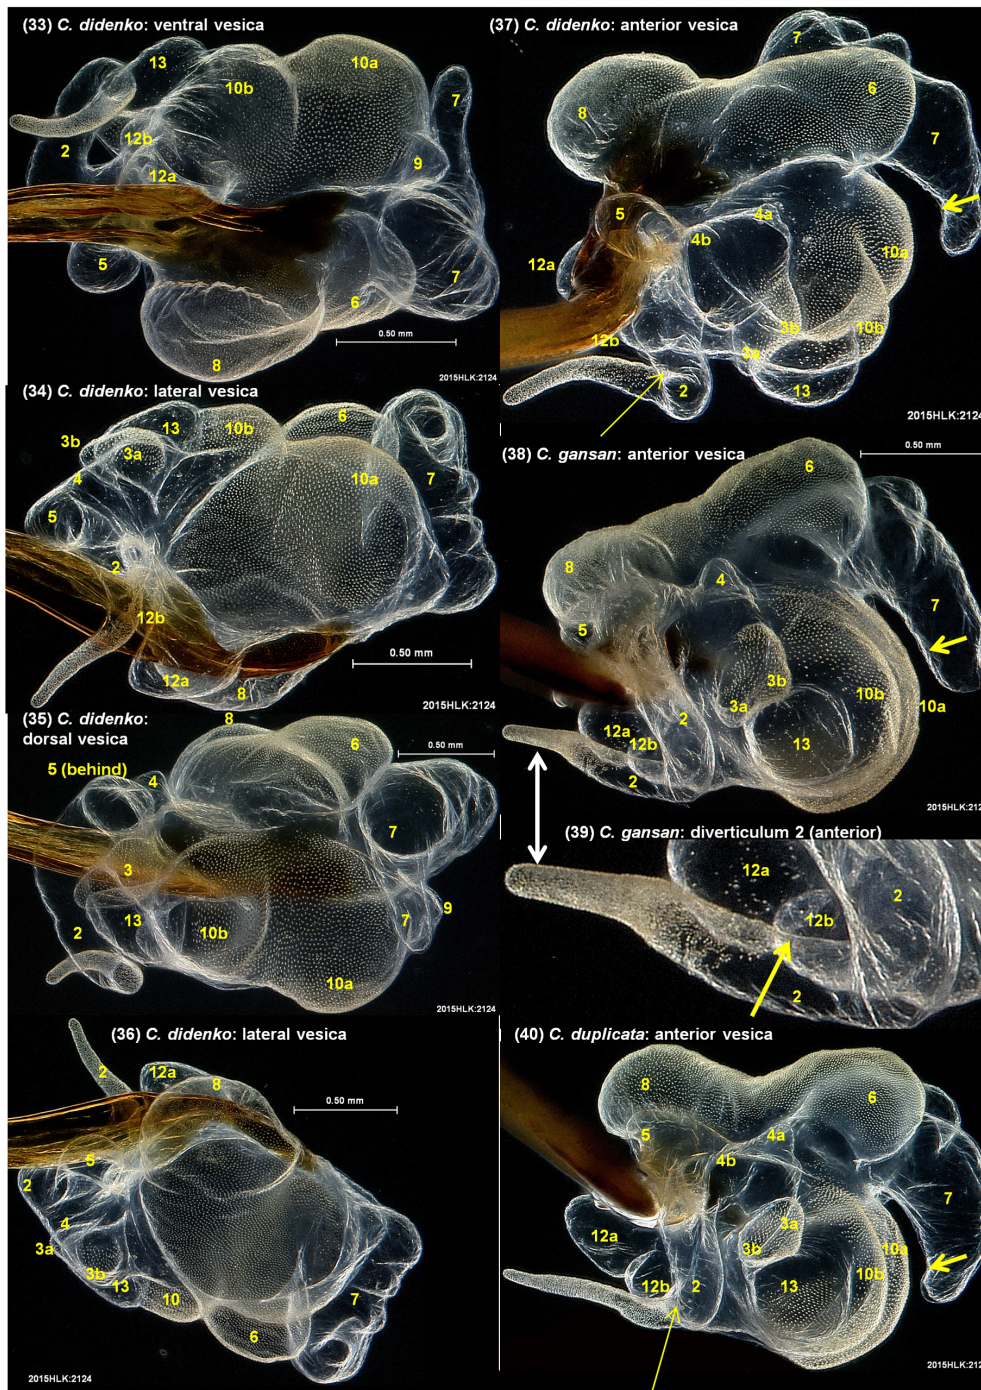 (33) C. didenko: ventral vesica
13
10a
10b
7
12b
2
9
12a
5
7
6
0.50 mm
8
2015HLK:2124
(34) C. didenko: lateral vesica
6
13
10b
3b
3a
4
10a
7
5
2
12b
0.50 mm
12a
8
2015HLK:2124
(35) C. didenko:
dorsal vesica
8
6
0.50 mm
5 (behind)
4
7
3
9
13
10b
7
2
10a
2015HLK:2124
(36) C. didenko: lateral vesica
2
12a
8
0.50 mm
5
2
4
3a
3b
13
10
7
6
2015HLK:2124
(37) C. didenko: anterior vesica
7
6
8
7
5
4a
4b
10a
12a
3b
10b
12b
3a
2
13
2015HLK:2124
(38) C. gansan: anterior vesica
0.50 mm
6
8
4
7
5
3b
10b
3a
10a
2
12a
12b
13
2
2015HLK:212
(39) C. gansan: diverticulum 2 (anterior)
12a
2
12b
2
(40) C. duplicata: anterior vesica
8
6
5
4a
4b
7
3a
12a
3b
10a
10b
12b
2
13
2015HLK:212